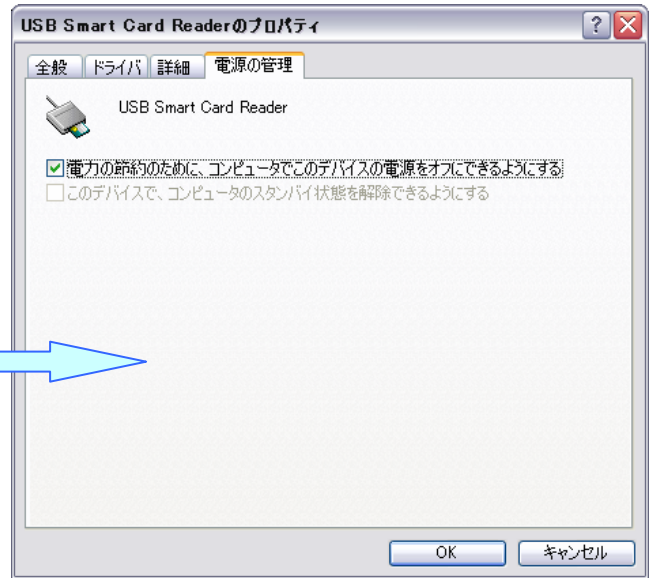 USB Smart Card Readerのプロパティ
全般 ドライバ 詳細 電源の管理
USB Smart Card Reader
電力の節約のために、コンピュータでこのデバイスの電源をオフにできるようにする
このデバイスで、コンピュータのスタンバイ状態を解除できるようにする
OK キャンセル